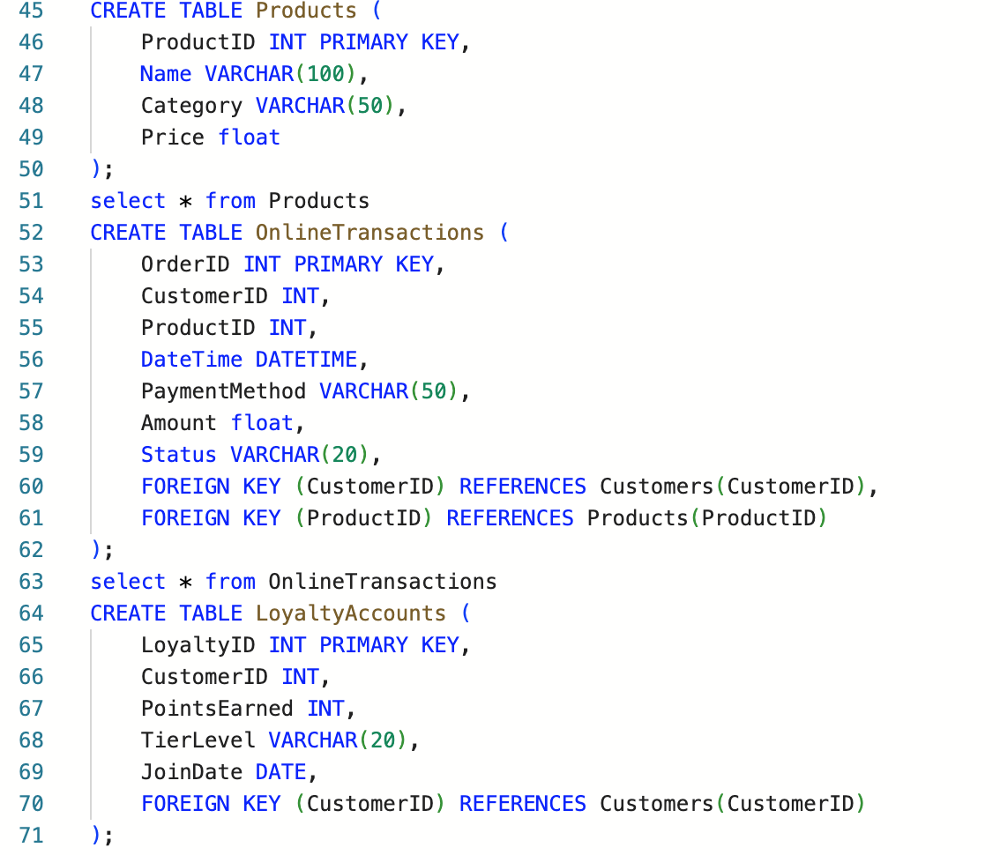 45 CREATE TABLE Products (
46 ProductID INT PRIMARY KEY,
47 Name VARCHAR(100),
48 Category VARCHAR(50),
49 Price float
50 );
51 select * from Products
52 CREATE TABLE OnlineTransactions (
53 OrderID INT PRIMARY KEY,
54 CustomerID INT,
55 ProductID INT,
56 DateTime DATETIME,
57 PaymentMethod VARCHAR(50),
58 Amount float,
59 Status VARCHAR(20),
60 FOREIGN KEY (CustomerID) REFERENCES Customers(CustomerID),
61 FOREIGN KEY (ProductID) REFERENCES Products(ProductID)
62 );
63 select * from OnlineTransactions
64 CREATE TABLE LoyaltyAccounts (
65 LoyaltyID INT PRIMARY KEY,
66 CustomerID INT,
67 PointsEarned INT,
68 TierLevel VARCHAR(20),
69 JoinDate DATE,
70 FOREIGN KEY (CustomerID) REFERENCES Customers(CustomerID)
71 );